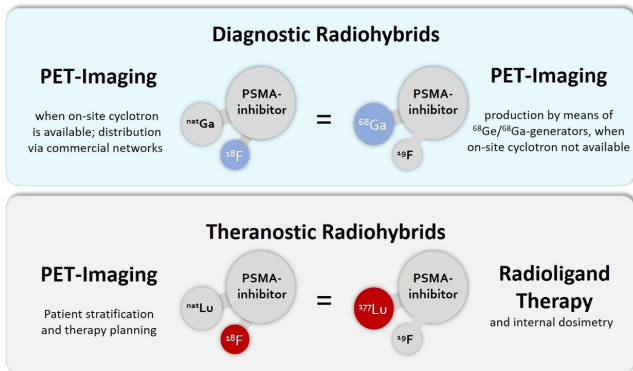 Diagnostic Radiohybrids
PET-Imaging
when on-site cyclotron
is available; distribution
via commercial networks
PSMA-
inhibitor
ⁿᵃᵗGa
¹⁸F
=
PSMA-
inhibitor
⁶⁸Ga
¹⁹F
PET-Imaging
production by means of
⁶⁸Ge/⁶⁸Ga-generators, when
on-site cyclotron not available
Theranostic Radiohybrids
PET-Imaging
Patient stratification
and therapy planning
PSMA-
inhibitor
ⁿᵃᵗLu
¹⁸F
=
PSMA-
inhibitor
¹⁷⁷Lu
¹⁹F
Radioligand
Therapy
and internal dosimetry